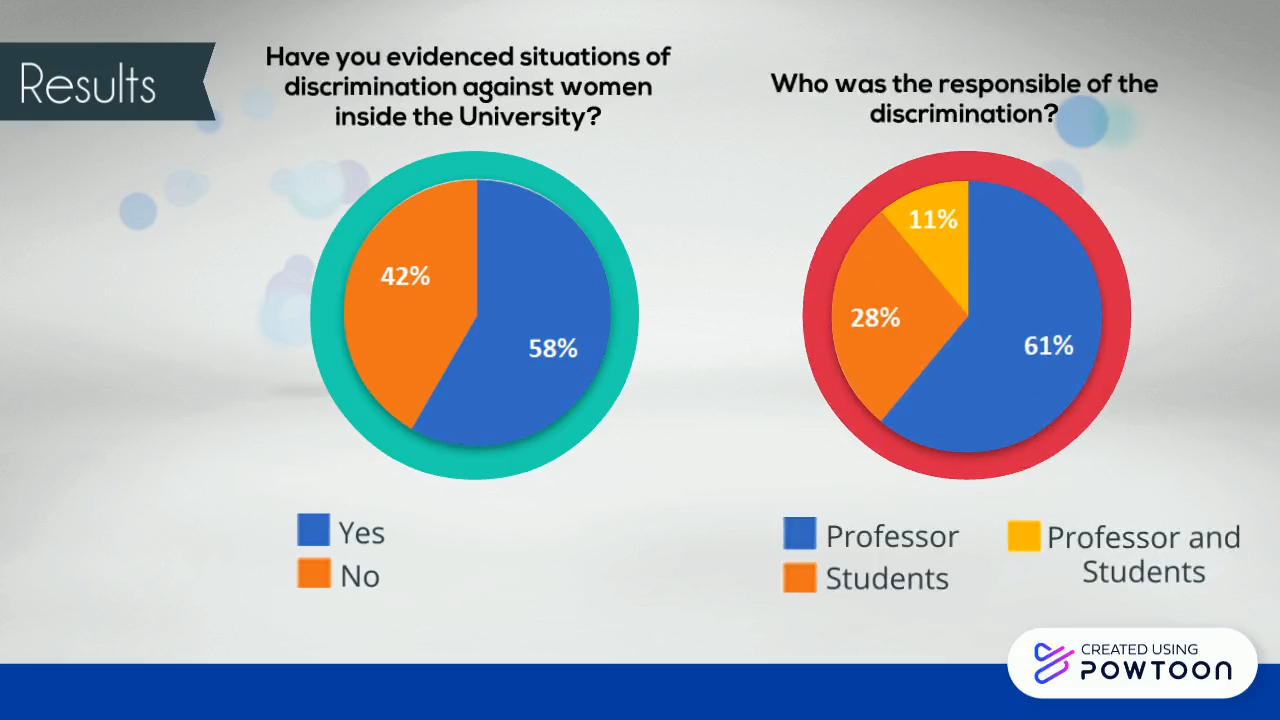 Results
Have you evidenced situations of
discrimination against women
inside the University?
42%
58%
Yes
No
Who was the responsible of the
discrimination?
11%
28%
61%
Professor
Students
Professor and
Students
CREATED USING
POWTOON